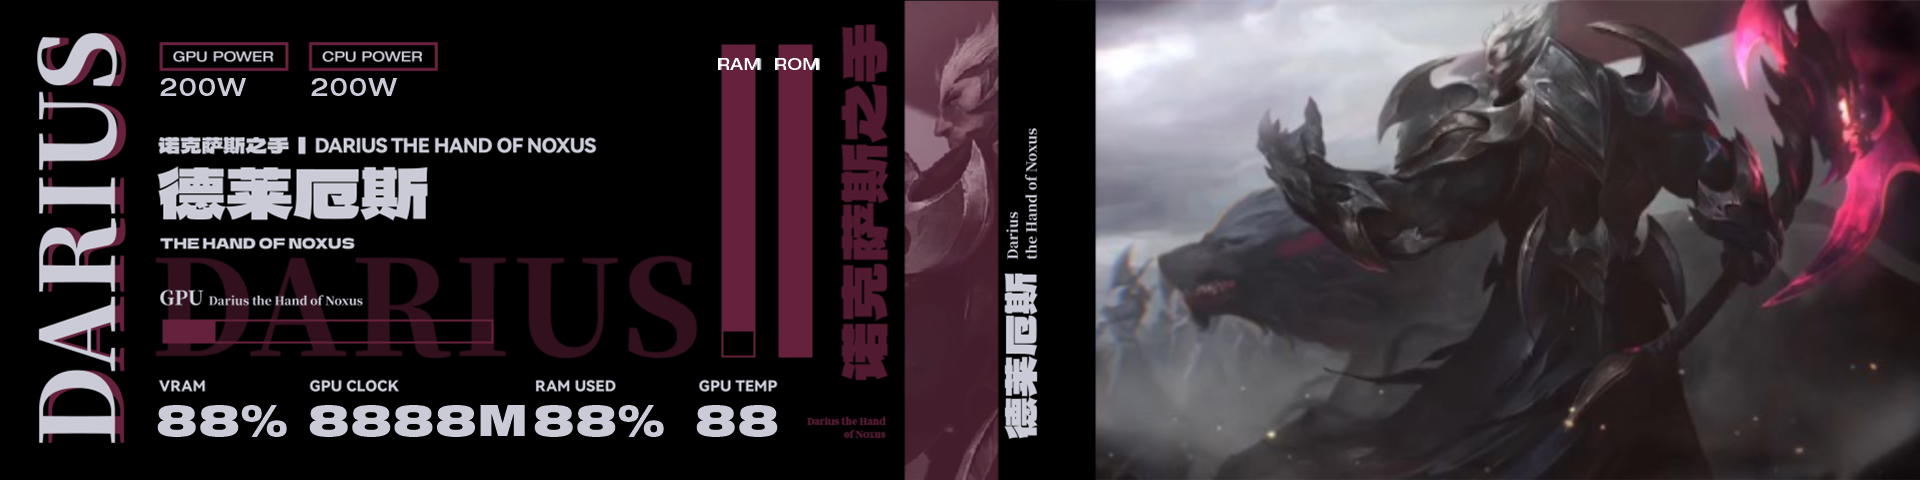 DARIUS
GPU POWER
CPU POWER
200W
200W
诺克萨斯之手 | DARIUS THE HAND OF NOXUS
德莱厄斯
THE HAND OF NOXUS
DARIUS
GPU Darius the Hand of Noxus
VRAM
GPU CLOCK
RAM USED
GPU TEMP
88%
8888M
88%
88
RAM
ROM
诺克萨斯之手
Darius the Hand
of Noxus
Darius
the Hand of Noxus
德莱厄斯